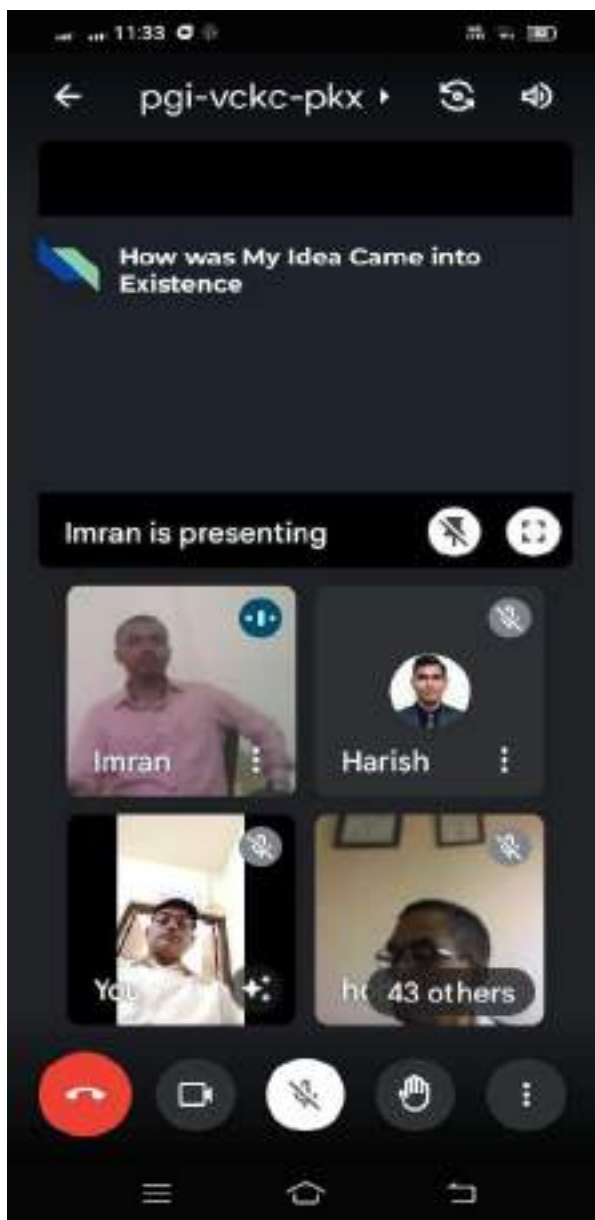 11:33
pgi-vckc-pkx
How was My Idea Came into
Existence
Imran is presenting
Imran
Harish
You
43 others